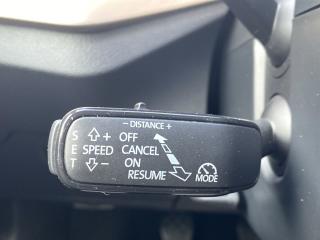 − DISTANCE +
S + OFF
E SPEED CANCEL
T − ON
RESUME
MODE